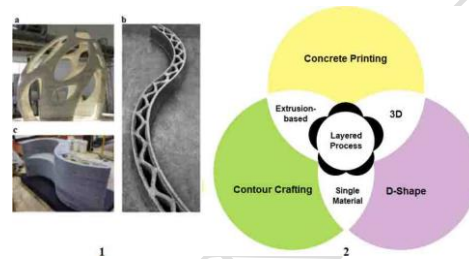 a
b
c
1
Concrete Printing
Extrusion-
based
3D
Layered
Process
Contour Crafting
Single
Material
D-Shape
2